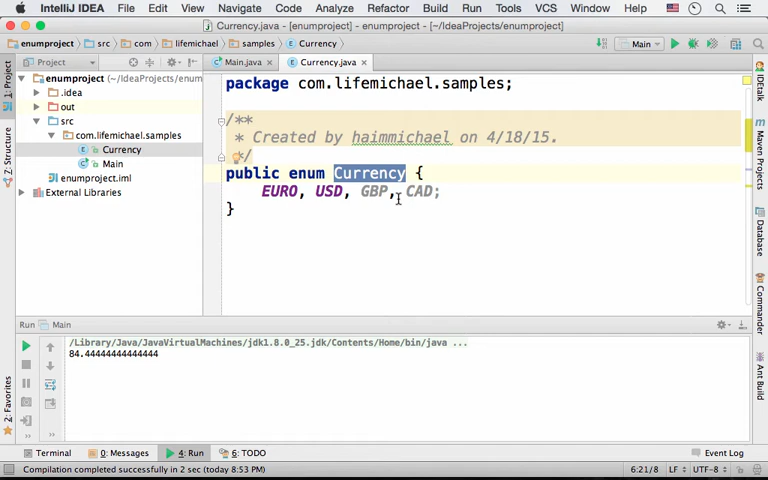 IntelliJ IDEA File Edit View Navigate Code Analyze Refactor Build Run Tools VCS Window Help
Currency.java - [enumproject] - enumproject - [~/IdeaProjects/enumproject]
enumproject src com lifemichael samples Currency Main
Project Main.java Currency.java
enumproject (~/IdeaProjects/enum
.idea
out
src
com.lifemichael.samples
Currency
Main
enumproject.iml
External Libraries
package com.lifemichael.samples;
/**
* Created by haimmichael on 4/18/15.
*/
public enum Currency {
EURO, USD, GBP, CAD;
}
1: Project
7: Structure
2: Favorites
IDEtalk
Maven Projects
Database
Commander
Ant Build
Run Main
/Library/Java/JavaVirtualMachines/jdk1.8.0_25.jdk/Contents/Home/bin/java ...
84.44444444444444
Terminal 0: Messages 4: Run 6: TODO Event Log
Compilation completed successfully in 2 sec (today 8:53 PM) 6:21/8 LF UTF-8